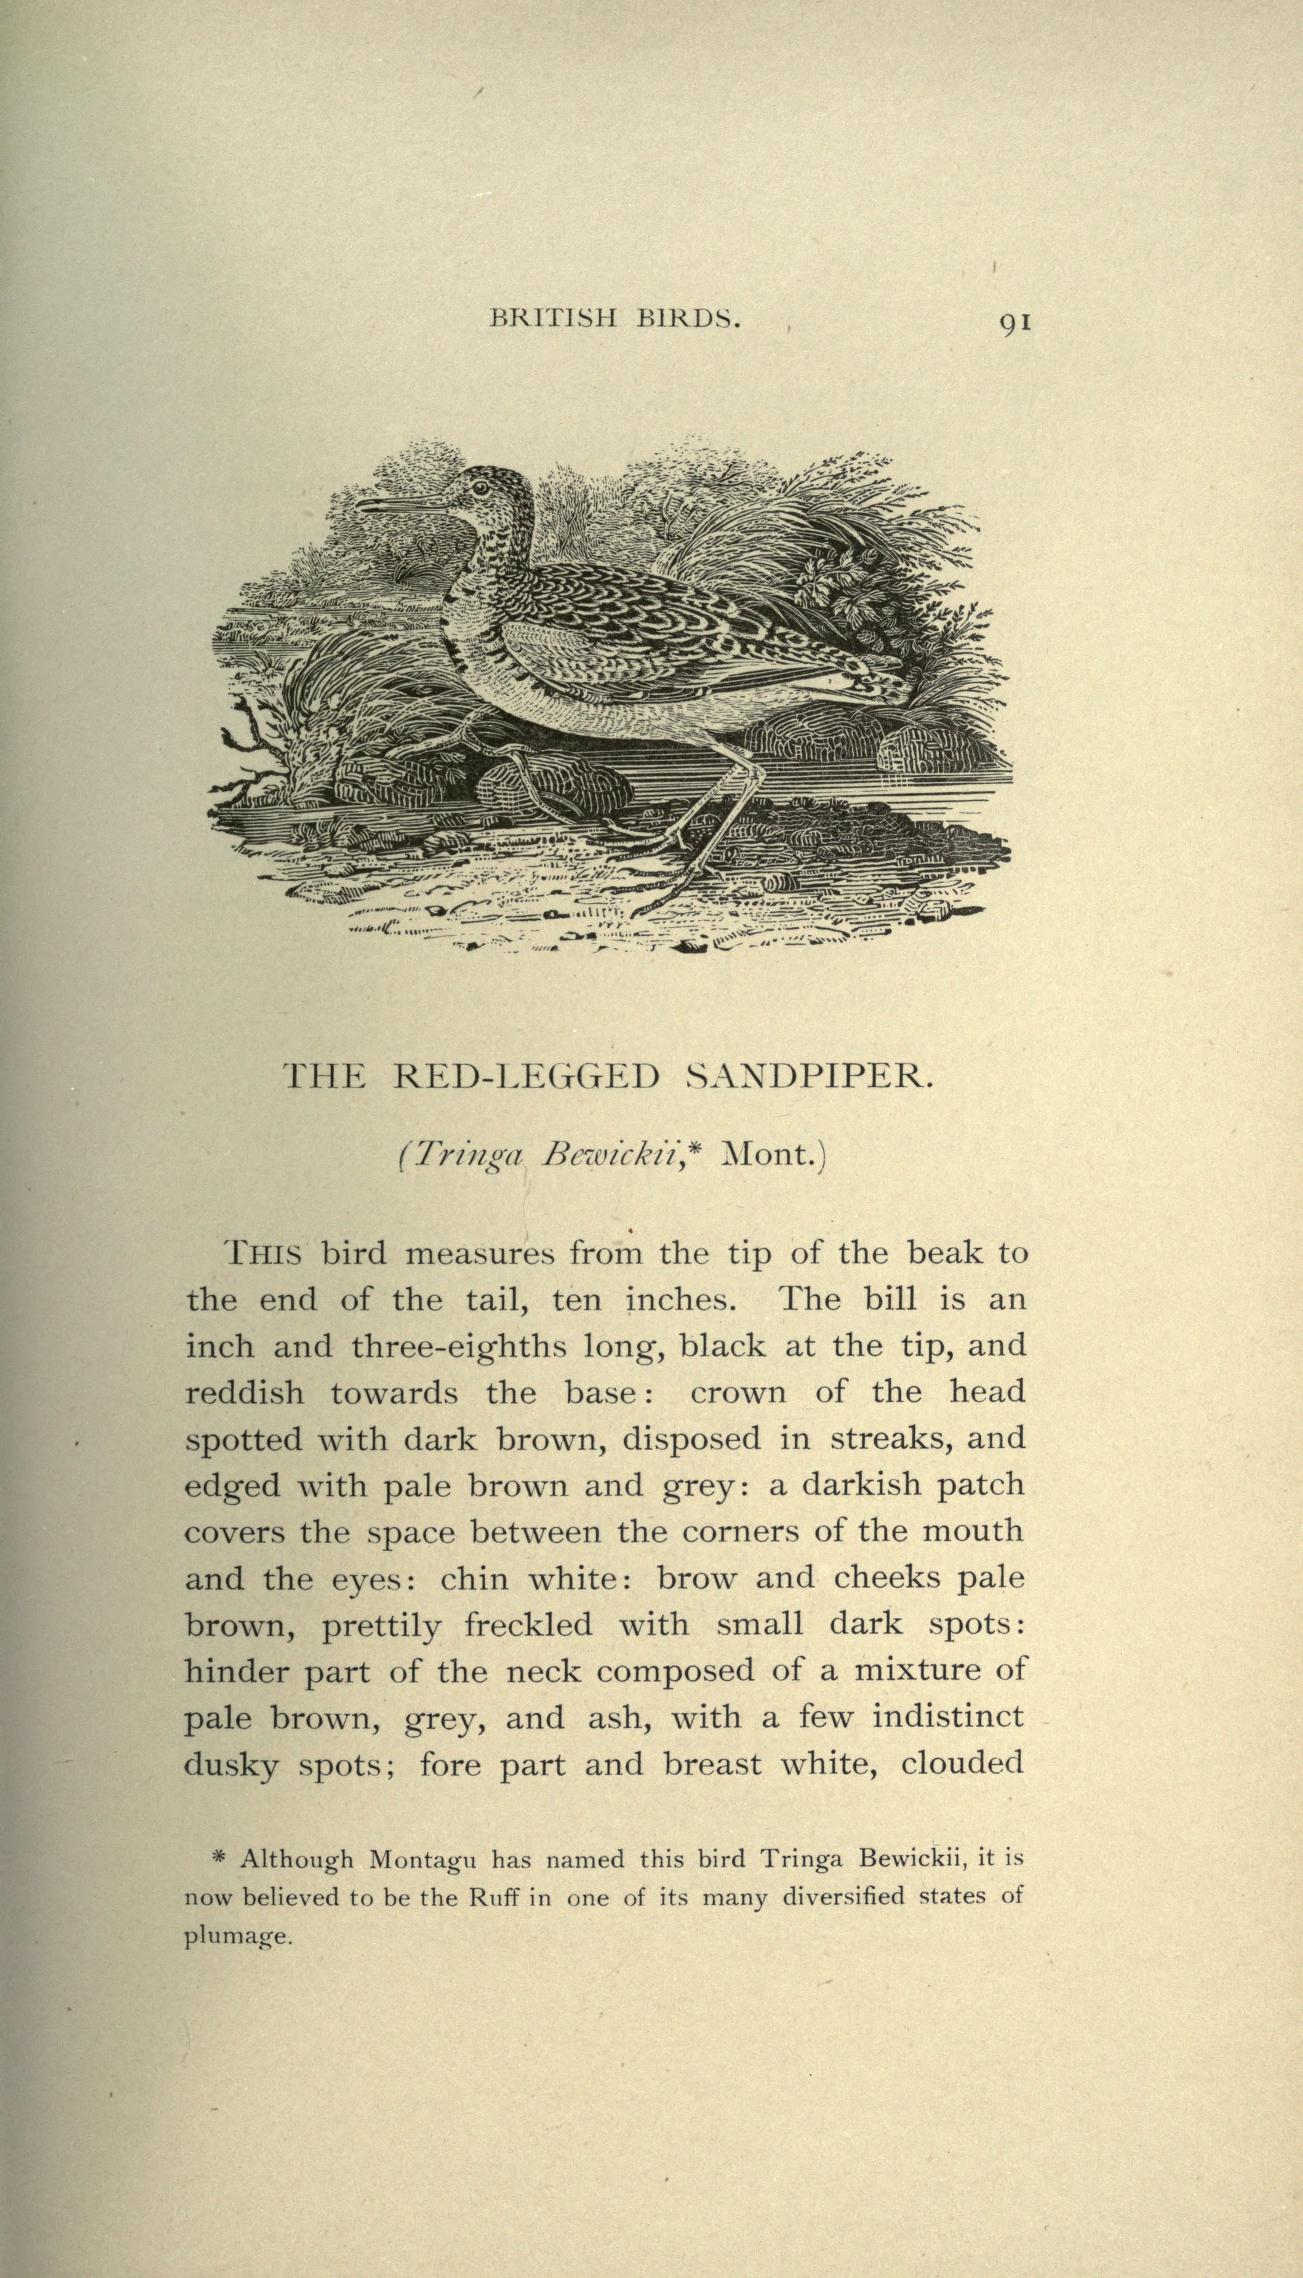 BRITISH BIRDS. 91
THE RED-LEGGED SANDPIPER.
(Tringa Bewickii,* Mont.)
THIS bird measures from the tip of the beak to
the end of the tail, ten inches. The bill is an
inch and three-eighths long, black at the tip, and
reddish towards the base: crown of the head
spotted with dark brown, disposed in streaks, and
edged with pale brown and grey: a darkish patch
covers the space between the corners of the mouth
and the eyes: chin white: brow and cheeks pale
brown, prettily freckled with small dark spots:
hinder part of the neck composed of a mixture of
pale brown, grey, and ash, with a few indistinct
dusky spots; fore part and breast white, clouded
* Although Montagu has named this bird Tringa Bewickii, it is
now believed to be the Ruff in one of its many diversified states of
plumage.